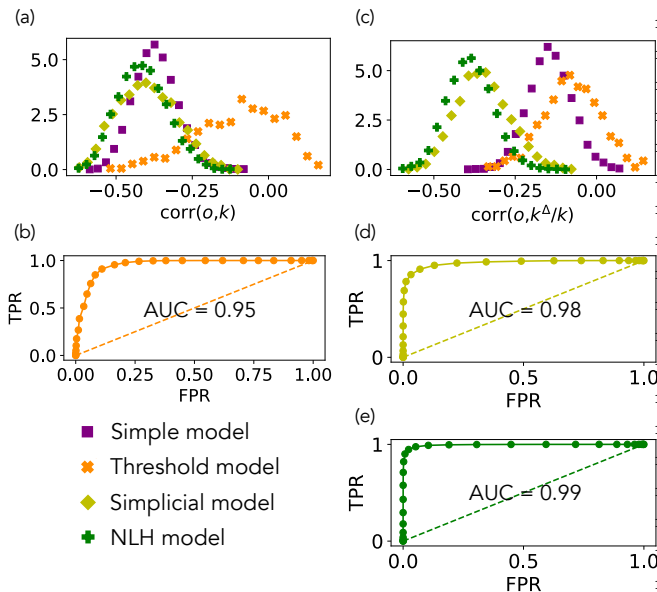 (a)
5.0
2.5
0.0
−0.50
−0.25
0.00
corr(o,k)
(c)
5.0
2.5
0.0
−0.50
−0.25
0.00
corr(o,k^Δ/k)
(b)
TPR
1.0
0.5
0.0
AUC = 0.95
0.00
0.25
0.50
0.75
1.00
FPR
(d)
TPR
1
0
AUC = 0.98
0.0
0.5
1.0
FPR
Simple model
Threshold model
Simplicial model
NLH model
(e)
TPR
1
0
AUC = 0.99
0.0
0.5
1.0
FPR